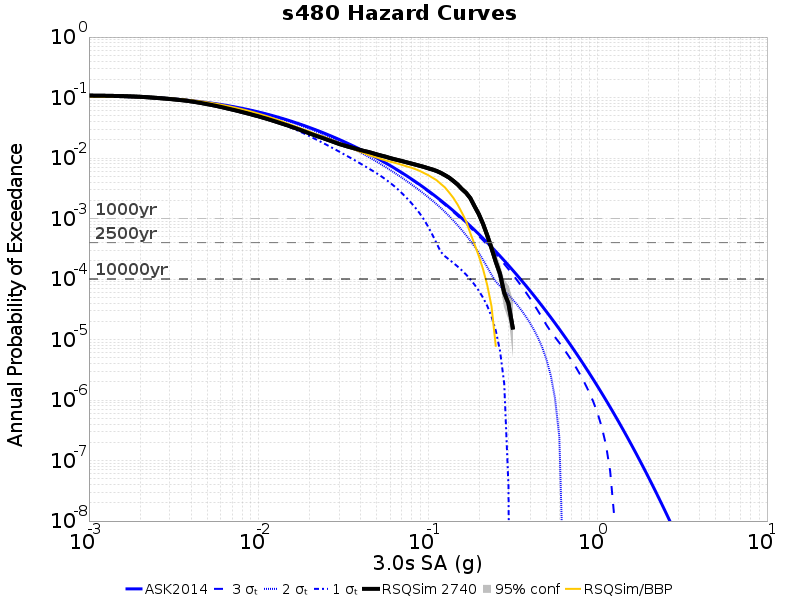 s480 Hazard Curves
Annual Probability of Exceedance
10^0
10^-1
10^-2
10^-3
10^-4
10^-5
10^-6
10^-7
10^-8
1000yr
2500yr
10000yr
10^-3 10^-2 10^-1 10^0 10^1
3.0s SA (g)
ASK2014 3 σₜ 2 σₜ 1 σₜ RSQSim 2740 95% conf RSQSim/BBP